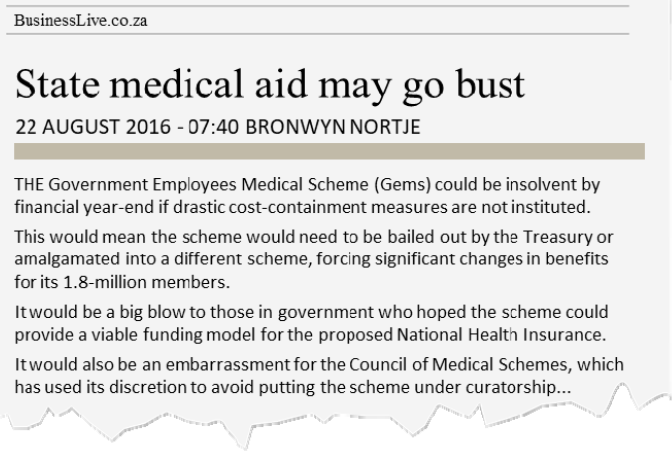 BusinessLive.co.za
State medical aid may go bust
22 AUGUST 2016 - 07:40 BRONWYN NORTJE
THE Government Employees Medical Scheme (Gems) could be insolvent by
financial year-end if drastic cost-containment measures are not instituted.
This would mean the scheme would need to be bailed out by the Treasury or
amalgamated into a different scheme, forcing significant changes in benefits
for its 1.8-million members.
It would be a big blow to those in government who hoped the scheme could
provide a viable funding model for the proposed National Health Insurance.
It would also be an embarrassment for the Council of Medical Schemes, which
has used its discretion to avoid putting the scheme under curatorship...